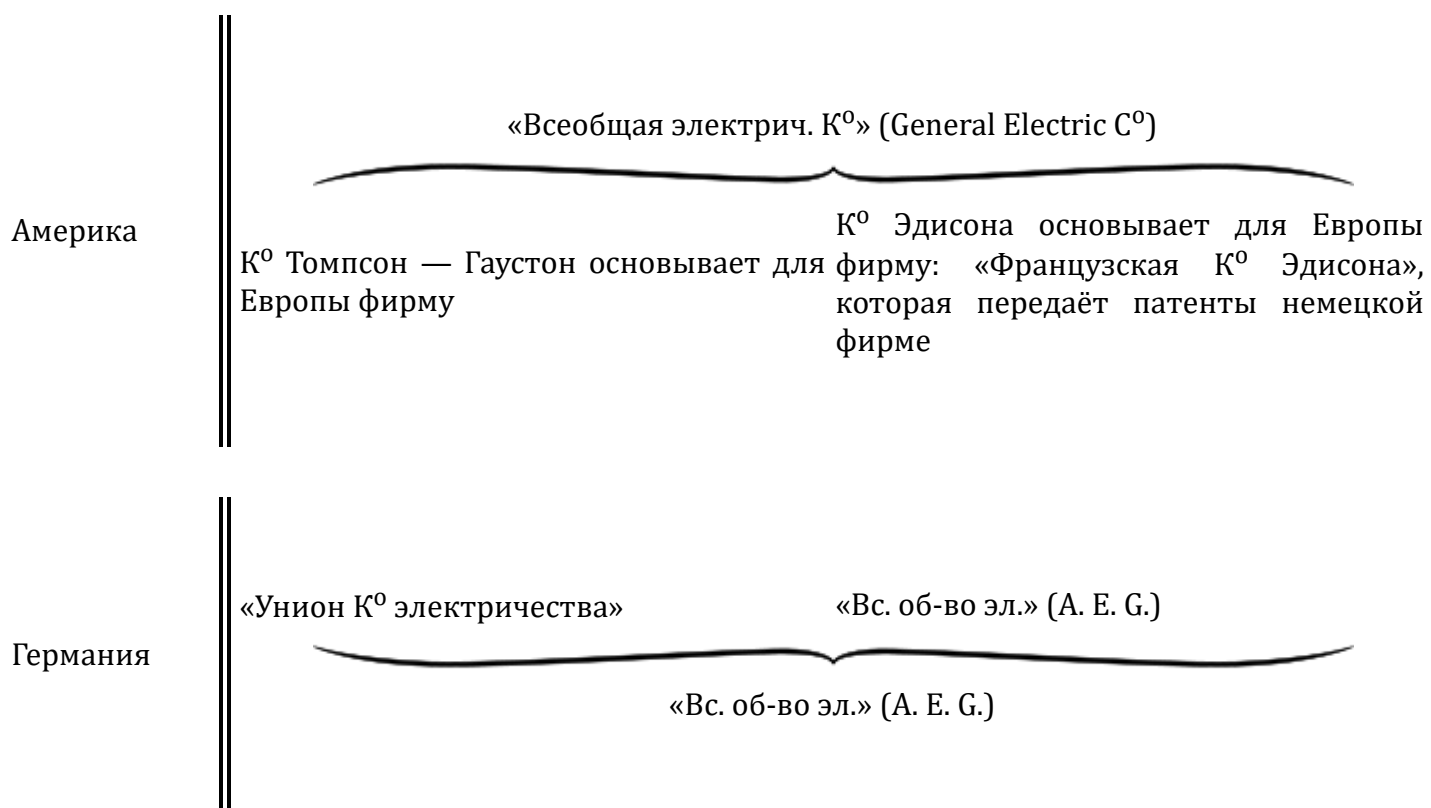 «Всеобщая электрич. Кº» (General Electric Cº)
Америка
Кº Томпсон — Гаустон основывает для
Европы фирму
Кº Эдисона основывает для Европы
фирму: «Французская Кº Эдисона»,
которая передаёт патенты немецкой
фирме
Германия
«Унион Кº электричества»
«Вс. об-во эл.» (A. E. G.)
«Вс. об-во эл.» (A. E. G.)